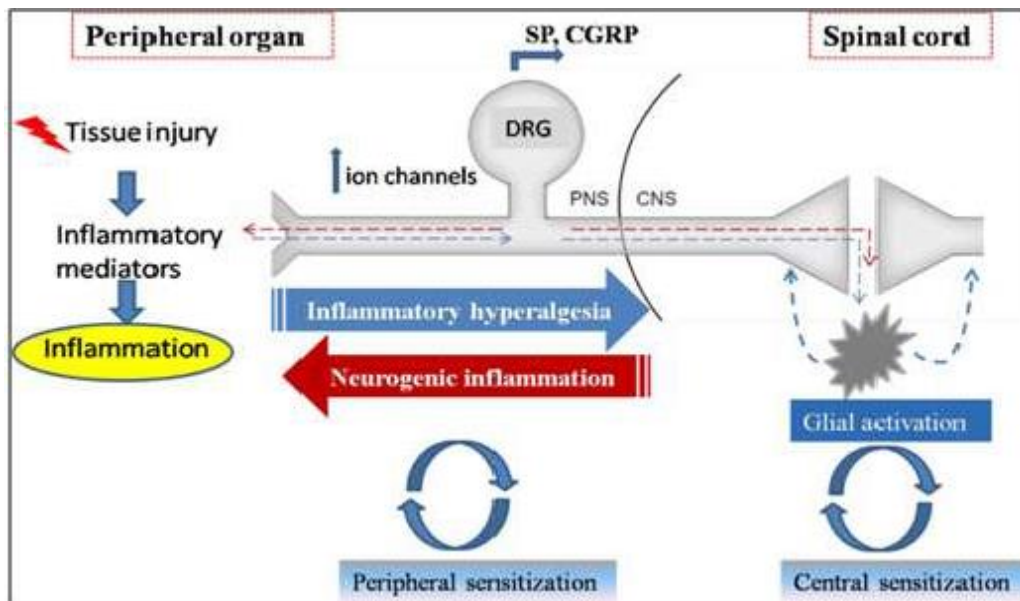 Peripheral organ
SP, CGRP
Spinal cord
Tissue injury
DRG
ion channels
PNS
CNS
Inflammatory
mediators
Inflammatory hyperalgesia
Inflammation
Neurogenic inflammation
Glial activation
Peripheral sensitization
Central sensitization